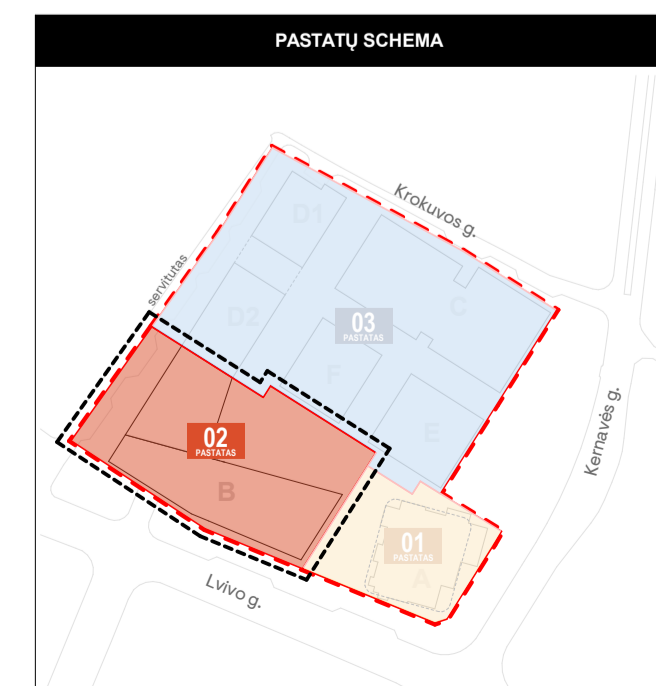 PASTATŲ SCHEMA
Krokuvos g.
D1
servitutas
C
D2
03
PASTATAS
F
Kernavės g.
E
02
PASTATAS
B
01
PASTATAS
A
Lvivo g.